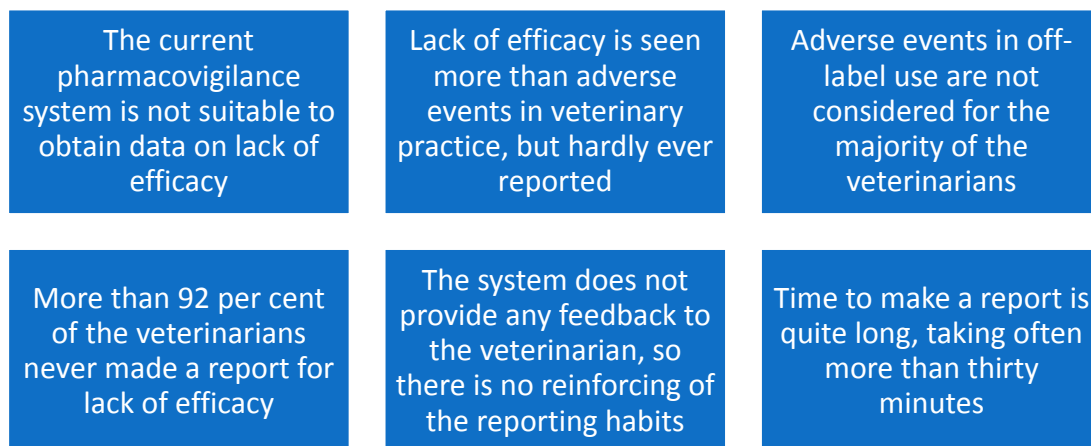 The current
pharmacovigilance
system is not suitable to
obtain data on lack of
efficacy
Lack of efficacy is seen
more than adverse
events in veterinary
practice, but hardly ever
reported
Adverse events in off-
label use are not
considered for the
majority of the
veterinarians
More than 92 per cent
of the veterinarians
never made a report for
lack of efficacy
The system does not
provide any feedback to
the veterinarian, so
there is no reinforcing of
the reporting habits
Time to make a report is
quite long, taking often
more than thirty
minutes